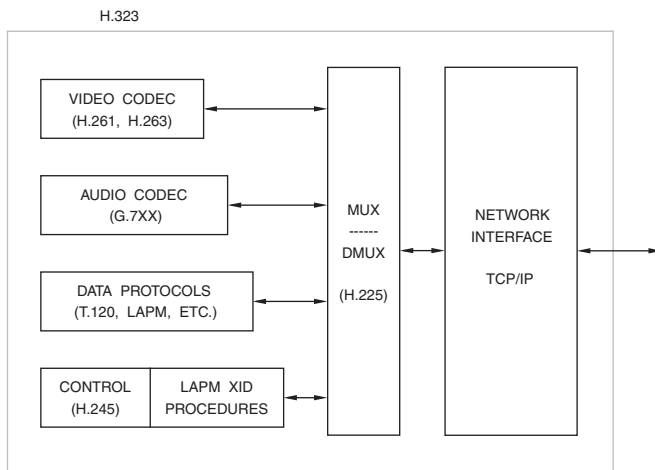 H.323
VIDEO CODEC
(H.261, H.263)
AUDIO CODEC
(G.7XX)
DATA PROTOCOLS
(T.120, LAPM, ETC.)
CONTROL
(H.245)
LAPM XID
PROCEDURES
MUX
------
DMUX
(H.225)
NETWORK
INTERFACE
TCP/IP